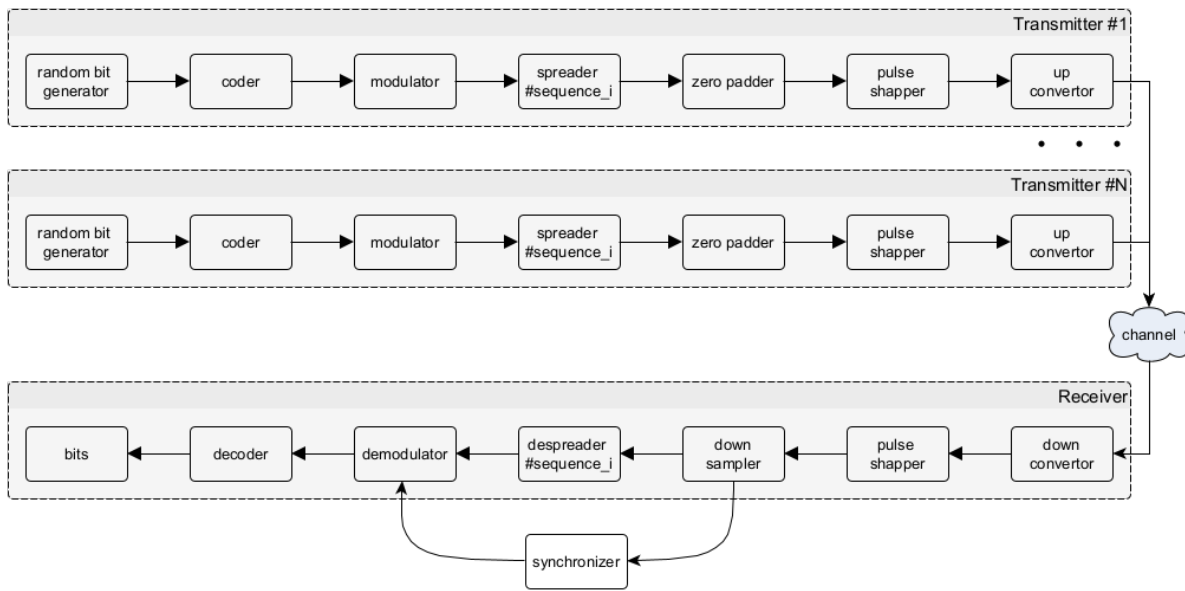 Transmitter #1
random bit
generator
coder
modulator
spreader
#sequence_i
zero padder
pulse
shapper
up
convertor
• • •
Transmitter #N
random bit
generator
coder
modulator
spreader
#sequence_i
zero padder
pulse
shapper
up
convertor
channel
Receiver
bits
decoder
demodulator
despreader
#sequence_i
down
sampler
pulse
shapper
down
convertor
synchronizer